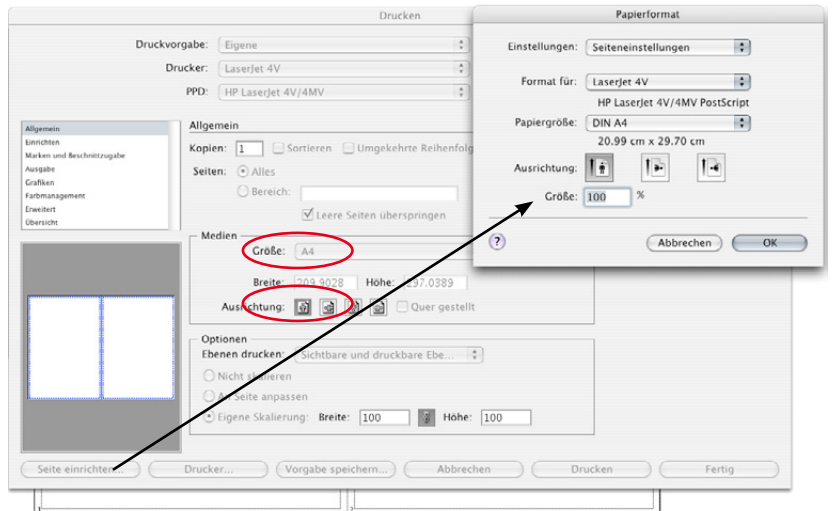 Drucken
Druckvorgabe: Eigene
Drucker: LaserJet 4V
PPD: HP LaserJet 4V/4MV
Allgemein
Einrichten
Marken und Beschnittzugabe
Ausgabe
Grafiken
Farbmanagement
Erweitert
Übersicht
Allgemein
Kopien: 1 Sortieren Umgekehrte Reihenfolg
Seiten: Alles
Bereich:
Leere Seiten überspringen
Medien
Größe: A4
Breite: 209.9028 Höhe: 297.0389
Ausrichtung: Quer gestellt
Optionen
Ebenen drucken: Sichtbare und druckbare Ebe...
Nicht skalieren
An Seite anpassen
Eigene Skalierung: Breite: 100 Höhe: 100
Seite einrichten... Drucker... Vorgabe speichern... Abbrechen Drucken Fertig
Papierformat
Einstellungen: Seiteneinstellungen
Format für: LaserJet 4V
HP LaserJet 4V/4MV PostScript
Papiergröße: DIN A4
20.99 cm x 29.70 cm
Ausrichtung:
Größe: 100 %
? Abbrechen OK
1 2